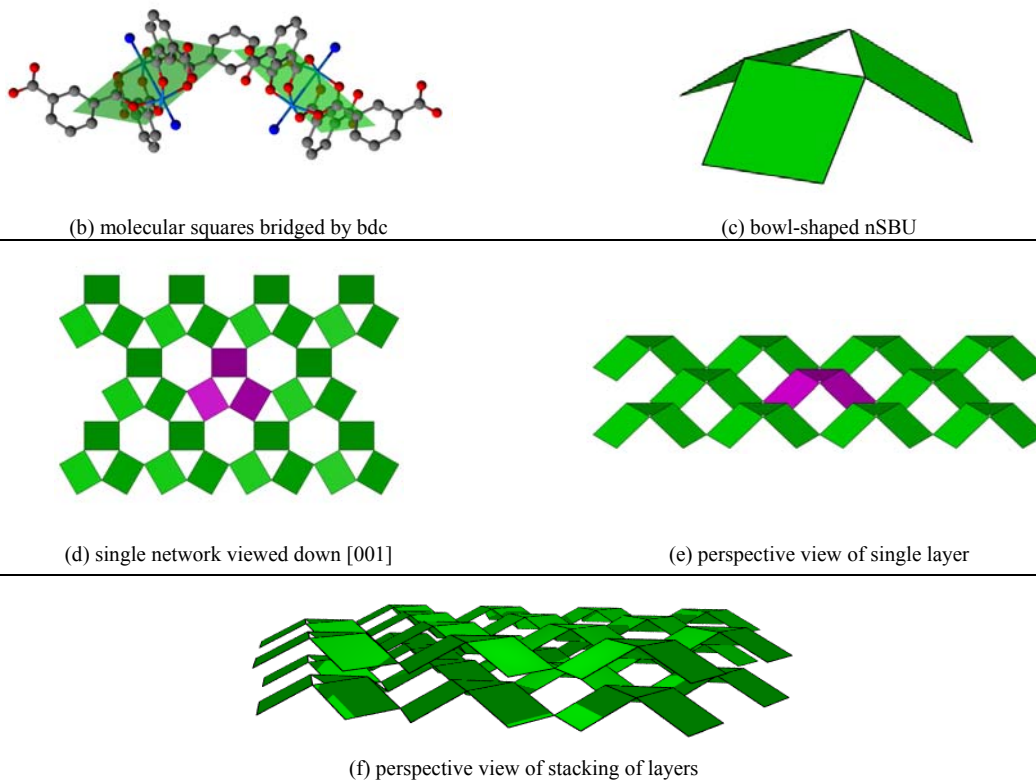 (b) molecular squares bridged by bdc
(c) bowl-shaped nSBU
(d) single network viewed down [001]
(e) perspective view of single layer
(f) perspective view of stacking of layers